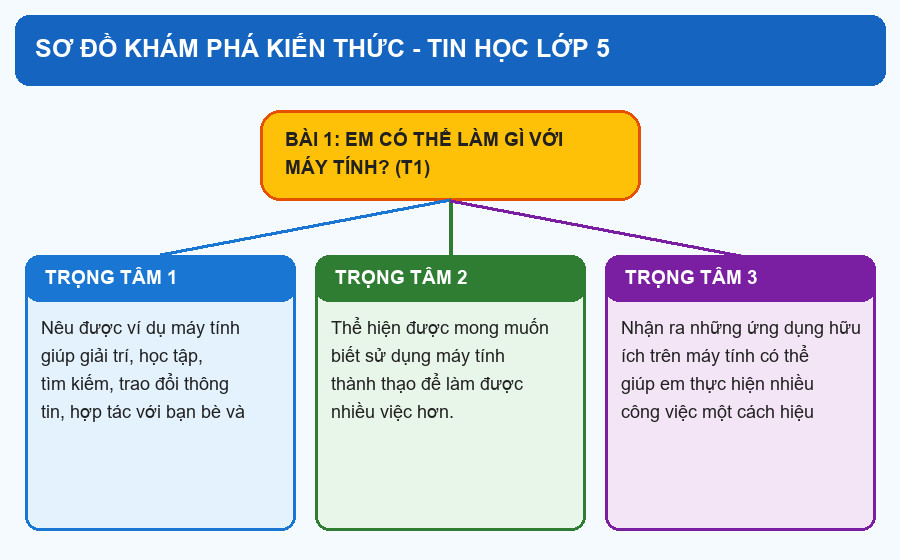 SƠ ĐỒ KHÁM PHÁ KIẾN THỨC - TIN HỌC LỚP 5
BÀI 1: EM CÓ THỂ LÀM GÌ VỚI
MÁY TÍNH? (T1)
TRỌNG TÂM 1
Nêu được ví dụ máy tính
giúp giải trí, học tập,
tìm kiếm, trao đổi thông
tin, hợp tác với bạn bè và
TRỌNG TÂM 2
Thể hiện được mong muốn
biết sử dụng máy tính
thành thạo để làm được
nhiều việc hơn.
TRỌNG TÂM 3
Nhận ra những ứng dụng hữu
ích trên máy tính có thể
giúp em thực hiện nhiều
công việc một cách hiệu